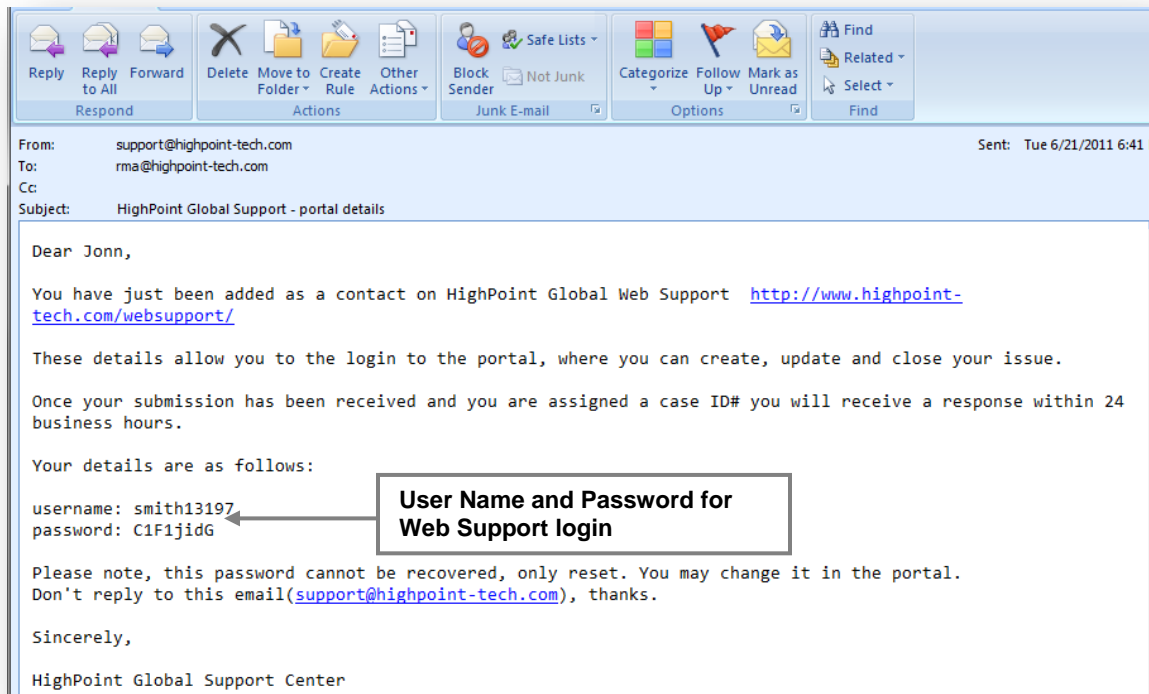 Reply Reply to All Forward
Respond
Delete Move to Folder Create Rule Other Actions
Actions
Block Sender Safe Lists Not Junk
Junk E-mail
Categorize Follow Up Mark as Unread
Options
Find Related Select
Find
From: support@highpoint-tech.com Sent: Tue 6/21/2011 6:41
To: rma@highpoint-tech.com
Cc:
Subject: HighPoint Global Support - portal details
Dear Jonn,
You have just been added as a contact on HighPoint Global Web Support http://www.highpoint-
tech.com/websupport/
These details allow you to the login to the portal, where you can create, update and close your issue.
Once your submission has been received and you are assigned a case ID# you will receive a response within 24
business hours.
Your details are as follows:
username: smith13197
password: C1F1jidG
User Name and Password for
Web Support login
Please note, this password cannot be recovered, only reset. You may change it in the portal.
Don't reply to this email(support@highpoint-tech.com), thanks.
Sincerely,
HighPoint Global Support Center